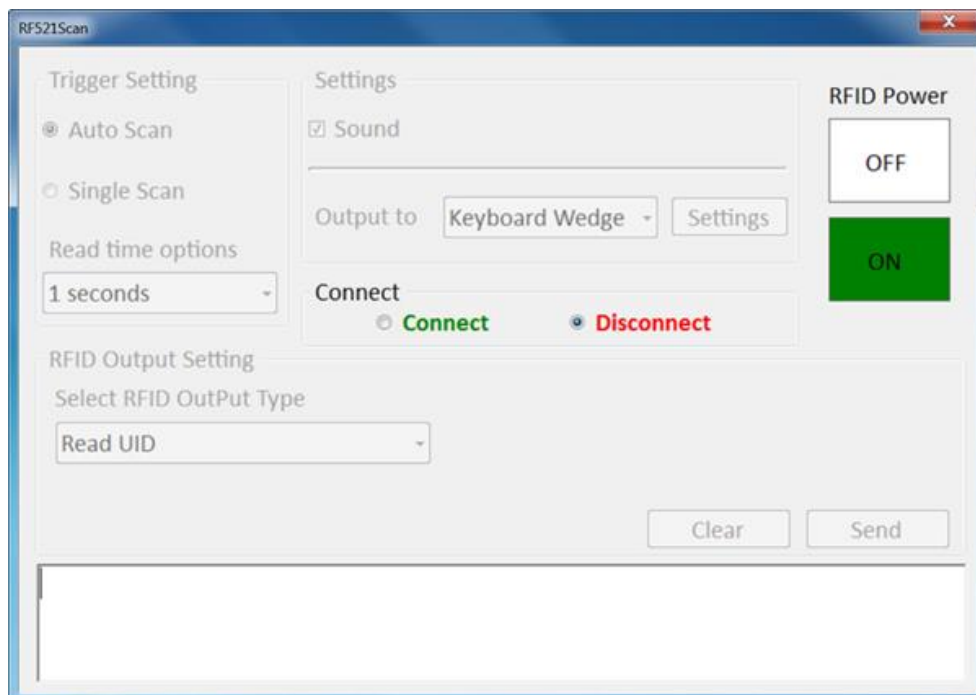 RF521Scan
X
Trigger Setting
Auto Scan
Single Scan
Read time options
1 seconds
Settings
Sound
Output to Keyboard Wedge Settings
Connect
Connect Disconnect
RFID Power
OFF
ON
RFID Output Setting
Select RFID OutPut Type
Read UID
Clear Send